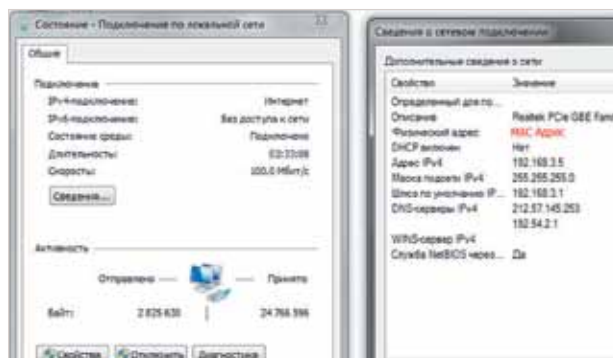 Состояние - Подключение по локальной сети
Общие
Подключение
IPv4-подключение: Интернет
IPv6-подключение: Без доступа к сети
Состояние среды: Подключено
Длительность: 03:33:08
Скорость: 100.0 Мбит/с
Сведения...
Активность
Отправлено — Принято
Байт: 2 825 630 | 24 766 596
Свойства Отключить Диагностика
Сведения о сетевом подключении
Дополнительные сведения о сети
Свойство Значение
Определенный для по...
Описание Realtek PCIe GBE Fami
Физический адрес MAC Адрес
DHCP включен Нет
Адрес IPv4 192.168.3.5
Маска подсети IPv4 255.255.255.0
Шлюз по умолчанию IP... 192.168.3.1
DNS-серверы IPv4 212.57.145.253
192.54.2.1
WINS-сервер IPv4
Служба NetBIOS через... Да